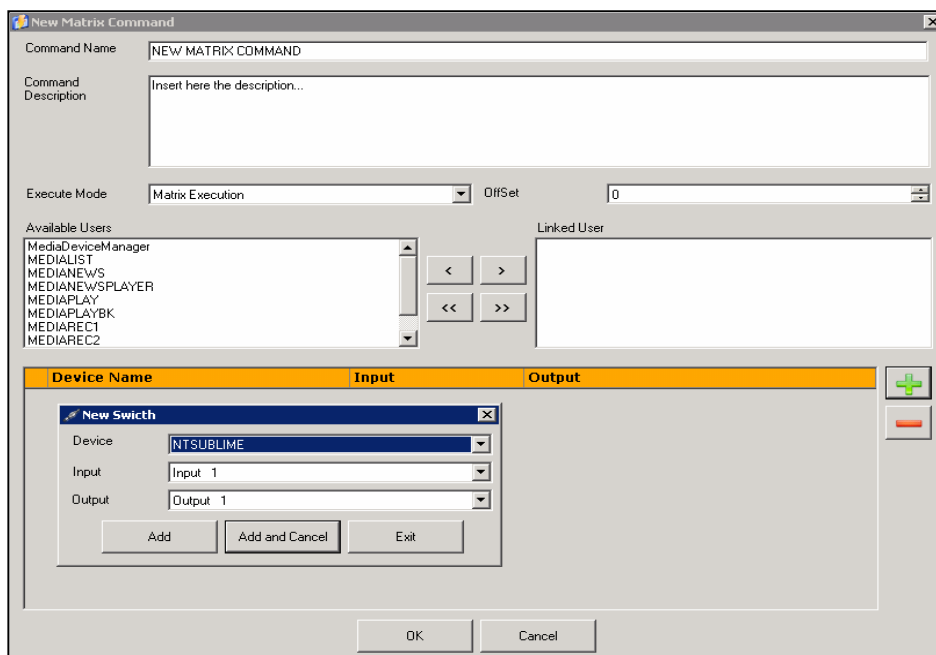 New Matrix Command
Command Name
NEW MATRIX COMMAND
Command Description
Insert here the description...
Execute Mode
Matrix Execution
OffSet
0
Available Users
Linked User
MediaDeviceManager
MEDIALIST
MEDIANEWS
MEDIANEWSPLAYER
MEDIAPLAY
MEDIAPLAYBK
MEDIAREC1
MEDIAREC2
< >
<< >>
Device Name Input Output
New Swicth
Device
NTSUBLIME
Input
Input 1
Output
Output 1
Add
Add and Cancel
Exit
OK
Cancel